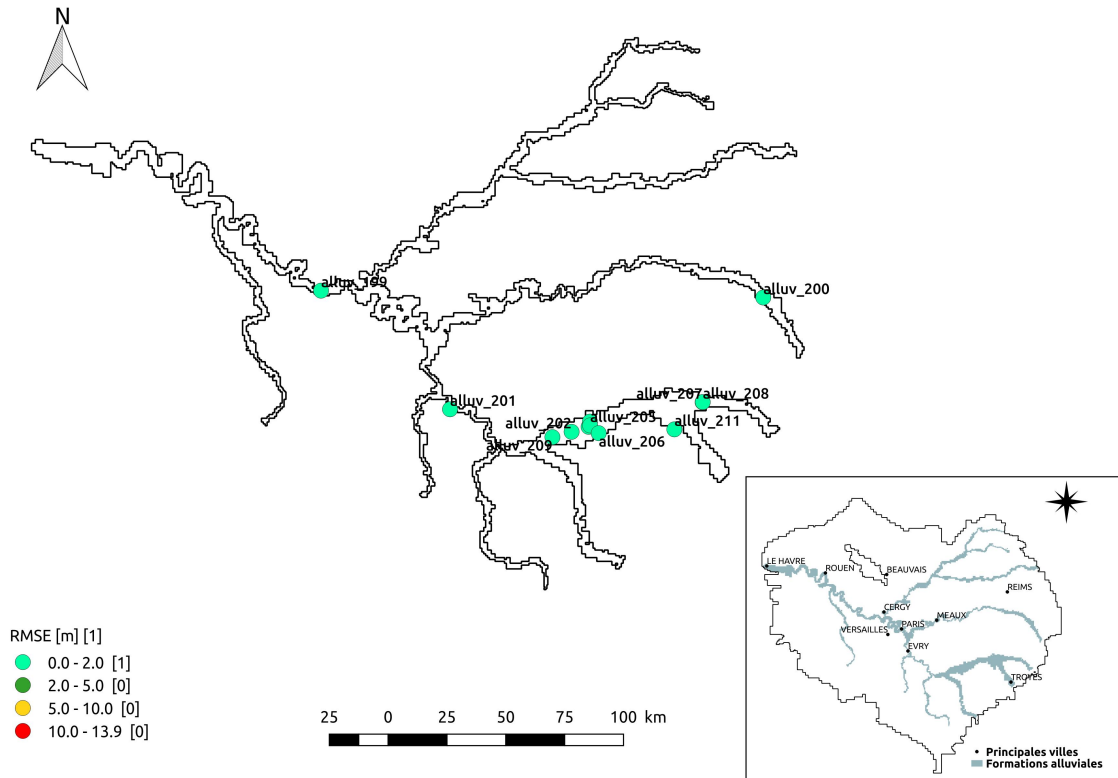 N
alluv_199
alluv_200
alluv_207
alluv_208
alluv_201
alluv_202
alluv_205
alluv_211
alluv_209
alluv_206
LE HAVRE
ROUEN
BEAUVAIS
REIMS
CERGY
MEAUX
VERSAILLES
PARIS
EVRY
TROYES
Principales villes
Formations alluviales
RMSE [m] [1]
0.0 - 2.0 [1]
2.0 - 5.0 [0]
5.0 - 10.0 [0]
10.0 - 13.9 [0]
25 0 25 50 75 100 km